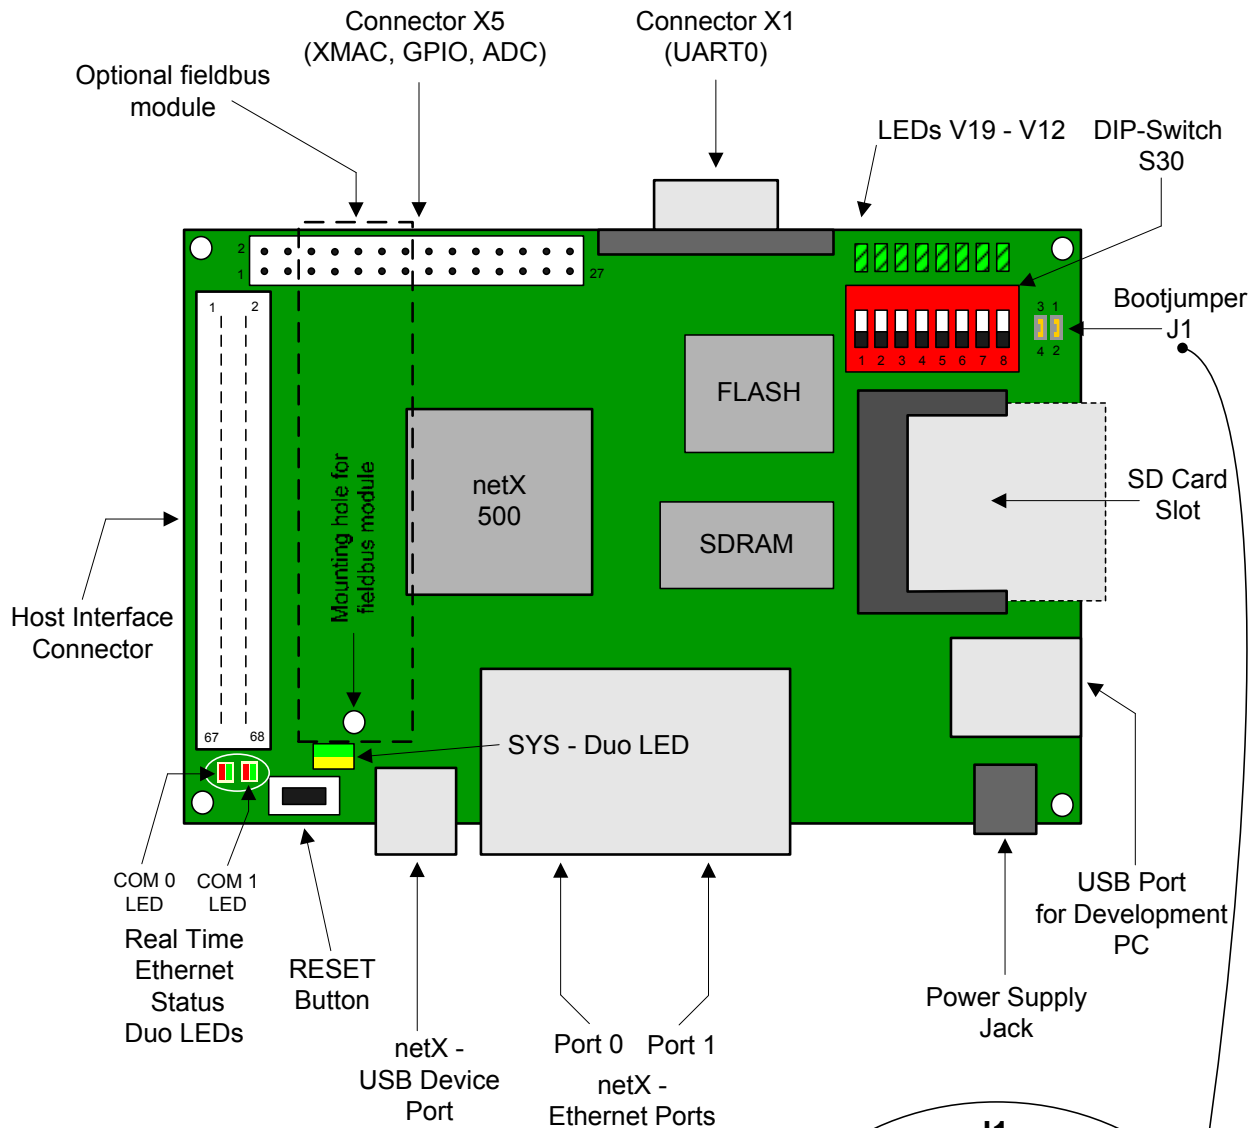 Connector X5
(XMAC, GPIO, ADC)
Connector X1
(UART0)
Optional fieldbus
module
LEDs V19 - V12
DIP-Switch
S30
2
1
27
1 2
3 1
4 2
Bootjumper
J1
1 2 3 4 5 6 7 8
FLASH
netX
500
SDRAM
Mounting hole for
fieldbus module
SD Card
Slot
Host Interface
Connector
67 68
SYS - Duo LED
COM 0
LED
COM 1
LED
Real Time
Ethernet
Status
Duo LEDs
RESET
Button
netX -
USB Device
Port
Port 0 Port 1
netX -
Ethernet Ports
Power Supply
Jack
USB Port
for Development
PC
J1